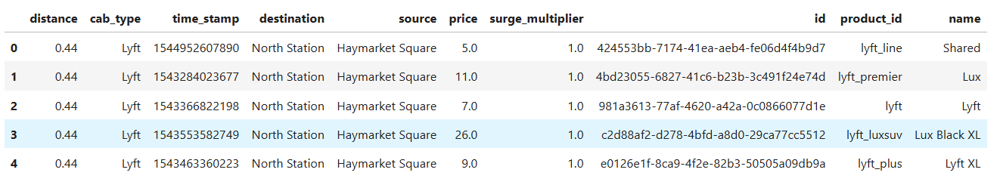 distance cab_type time_stamp destination source price surge_multiplier id product_id name
0 0.44 Lyft 1544952607890 North Station Haymarket Square 5.0 1.0 424553bb-7174-41ea-aeb4-fe06d4f4b9d7 lyft_line Shared
1 0.44 Lyft 1543284023677 North Station Haymarket Square 11.0 1.0 4bd23055-6827-41c6-b23b-3c491f24e74d lyft_premier Lux
2 0.44 Lyft 1543366822198 North Station Haymarket Square 7.0 1.0 981a3613-77af-4620-a42a-0c0866077d1e lyft Lyft
3 0.44 Lyft 1543553582749 North Station Haymarket Square 26.0 1.0 c2d88af2-d278-4bfd-a8d0-29ca77cc5512 lyft_luxsuv Lux Black XL
4 0.44 Lyft 1543463360223 North Station Haymarket Square 9.0 1.0 e0126e1f-8ca9-4f2e-82b3-50505a09db9a lyft_plus Lyft XL